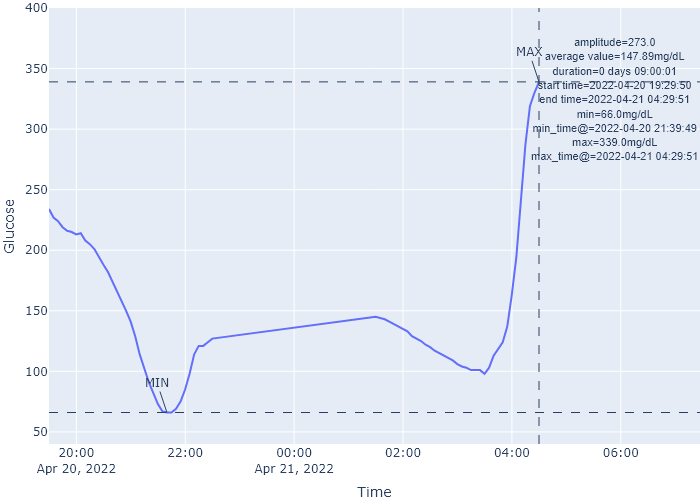 400
350
300
250
200
150
100
50
Glucose
MAX
MIN
amplitude=273.0
average value=147.89mg/dL
duration=0 days 09:00:01
start time=2022-04-20 19:29:50
end time=2022-04-21 04:29:51
min=66.0mg/dL
min_time@=2022-04-20 21:39:49
max=339.0mg/dL
max_time@=2022-04-21 04:29:51
20:00
Apr 20, 2022
22:00
00:00
Apr 21, 2022
02:00
04:00
06:00
Time